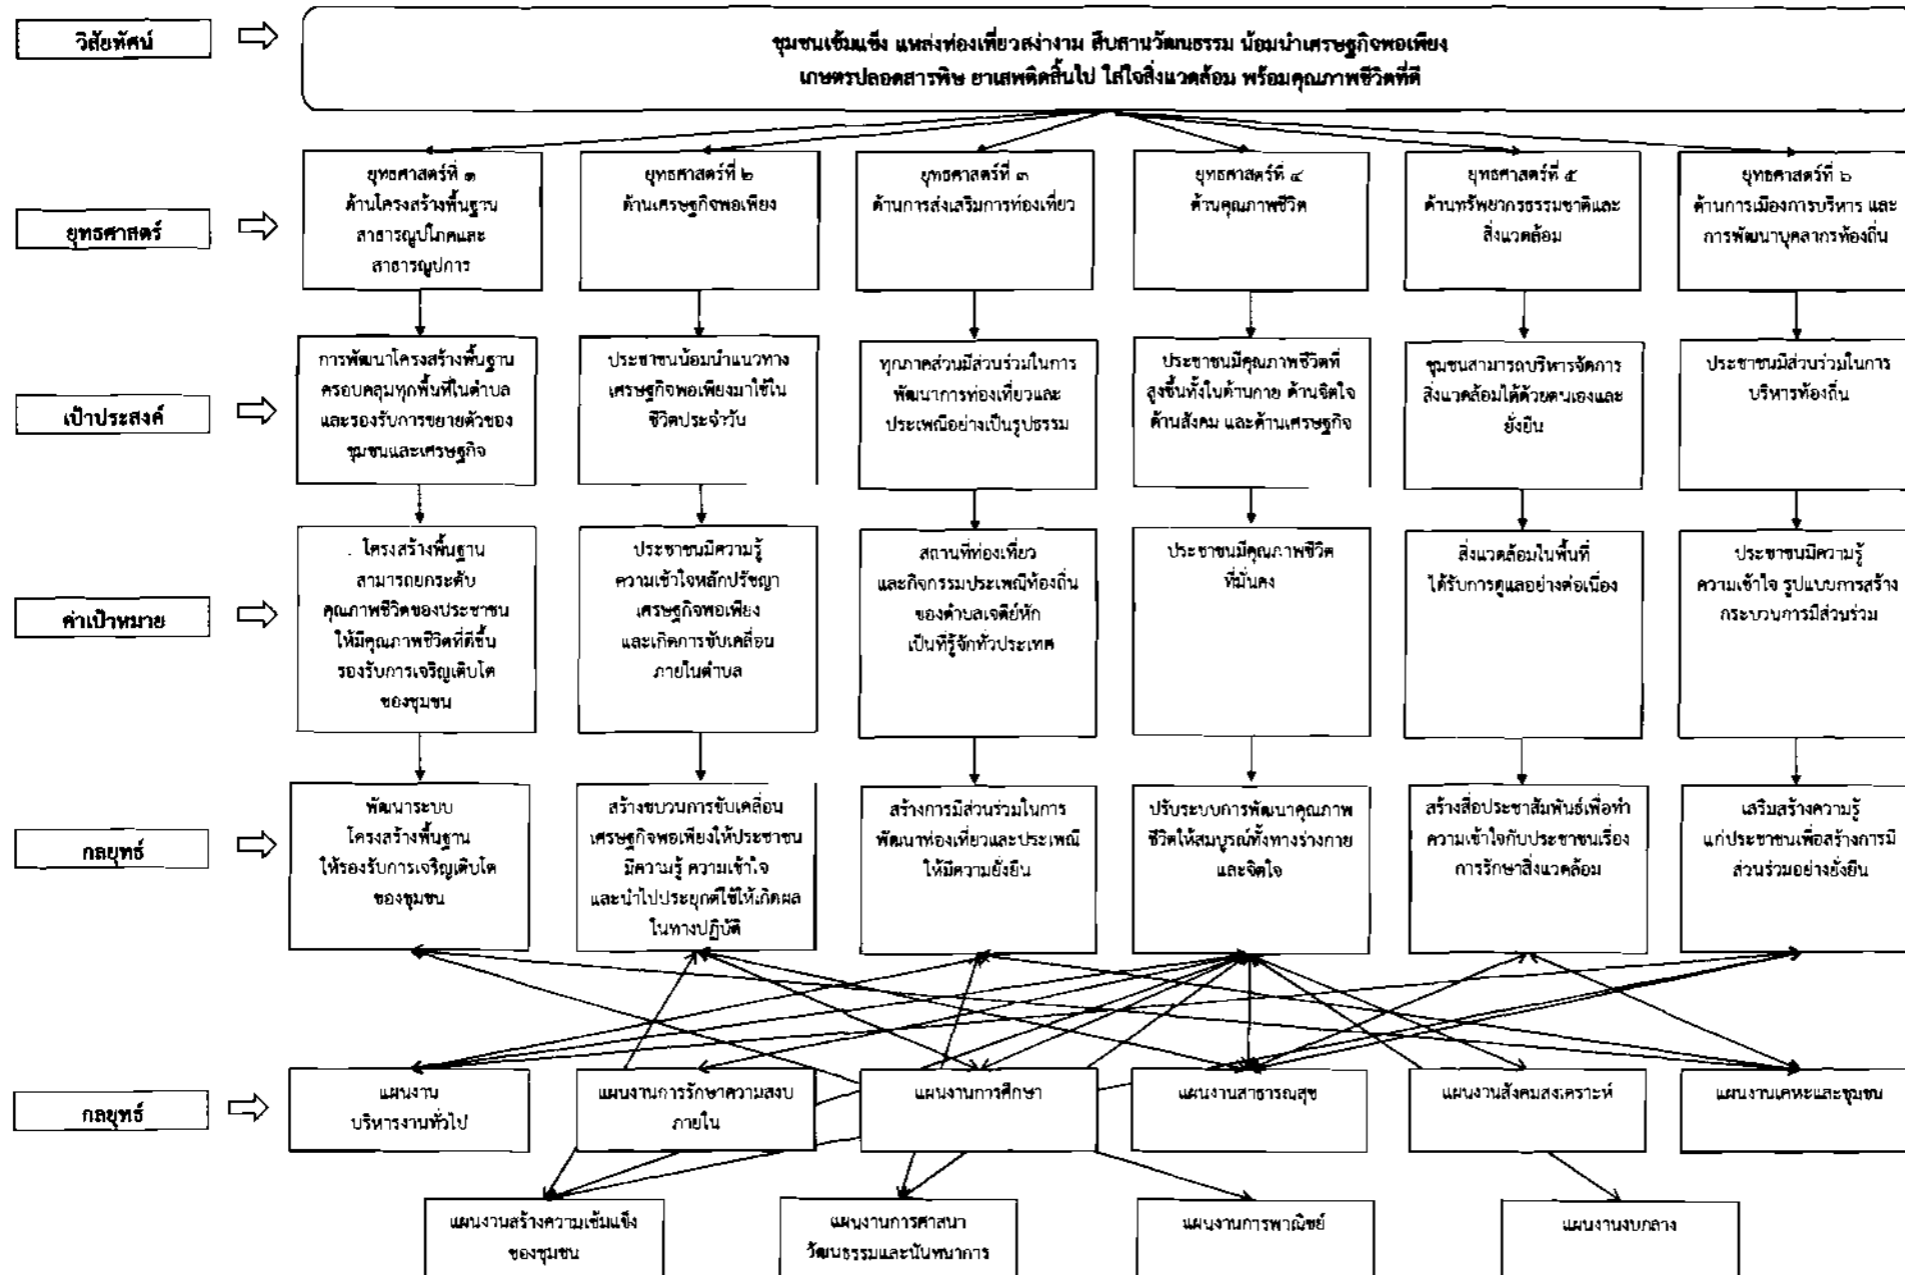 วิสัยทัศน์
ชุมชนเข้มแข็ง แหล่งท่องเที่ยวสง่างาม สืบสานวัฒนธรรม น้อมนำเศรษฐกิจพอเพียง
เกษตรปลอดสารพิษ ยาเสพติดสิ้นไป ใส่ใจสิ่งแวดล้อม พร้อมคุณภาพชีวิตที่ดี
ยุทธศาสตร์
ยุทธศาสตร์ที่ ๑
ด้านโครงสร้างพื้นฐาน
สาธารณูปโภคและ
สาธารณูปการ
ยุทธศาสตร์ที่ ๒
ด้านเศรษฐกิจพอเพียง
ยุทธศาสตร์ที่ ๓
ด้านการส่งเสริมการท่องเที่ยว
ยุทธศาสตร์ที่ ๔
ด้านคุณภาพชีวิต
ยุทธศาสตร์ที่ ๕
ด้านทรัพยากรธรรมชาติและ
สิ่งแวดล้อม
ยุทธศาสตร์ที่ ๖
ด้านการเมืองการบริหาร และ
การพัฒนาบุคลากรท้องถิ่น
เป้าประสงค์
การพัฒนาโครงสร้างพื้นฐาน
ครอบคลุมทุกพื้นที่ในตำบล
และรองรับการขยายตัวของ
ชุมชนและเศรษฐกิจ
ประชาชนน้อมนำแนวทาง
เศรษฐกิจพอเพียงมาใช้ใน
ชีวิตประจำวัน
ทุกภาคส่วนมีส่วนร่วมในการ
พัฒนาการท่องเที่ยวและ
ประเพณีอย่างเป็นรูปธรรม
ประชาชนมีคุณภาพชีวิตที่
สูงขึ้นทั้งในด้านกาย ด้านจิตใจ
ด้านสังคม และด้านเศรษฐกิจ
ชุมชนสามารถบริหารจัดการ
สิ่งแวดล้อมได้ด้วยตนเองและ
ยั่งยืน
ประชาชนมีส่วนร่วมในการ
บริหารท้องถิ่น
ค่าเป้าหมาย
โครงสร้างพื้นฐาน
สามารถยกระดับ
คุณภาพชีวิตของประชาชน
ให้มีคุณภาพชีวิตที่ดีขึ้น
รองรับการเจริญเติบโต
ของชุมชน
ประชาชนมีความรู้
ความเข้าใจหลักปรัชญา
เศรษฐกิจพอเพียง
และเกิดการขับเคลื่อน
ภายในตำบล
สถานที่ท่องเที่ยว
และกิจกรรมประเพณีท้องถิ่น
ของตำบลเจดีย์หัก
เป็นที่รู้จักทั่วประเทศ
ประชาชนมีคุณภาพชีวิต
ที่มั่นคง
สิ่งแวดล้อมในพื้นที่
ได้รับการดูแลอย่างต่อเนื่อง
ประชาชนมีความรู้
ความเข้าใจ รูปแบบการสร้าง
กระบวนการมีส่วนร่วม
กลยุทธ์
พัฒนาระบบ
โครงสร้างพื้นฐาน
ให้รองรับการเจริญเติบโต
ของชุมชน
สร้างขบวนการขับเคลื่อน
เศรษฐกิจพอเพียงให้ประชาชน
มีความรู้ ความเข้าใจ
และนำไปประยุกต์ใช้ให้เกิดผล
ในทางปฏิบัติ
สร้างการมีส่วนร่วมในการ
พัฒนาท่องเที่ยวและประเพณี
ให้มีความยั่งยืน
ปรับระบบการพัฒนาคุณภาพ
ชีวิตให้สมบูรณ์ทั้งทางร่างกาย
และจิตใจ
สร้างสื่อประชาสัมพันธ์เพื่อทำ
ความเข้าใจกับประชาชนเรื่อง
การรักษาสิ่งแวดล้อม
เสริมสร้างความรู้
แก่ประชาชนเพื่อสร้างการมี
ส่วนร่วมอย่างยั่งยืน
กลยุทธ์
แผนงาน
บริหารงานทั่วไป
แผนงานการรักษาความสงบ
ภายใน
แผนงานการศึกษา
แผนงานสาธารณสุข
แผนงานสังคมสงเคราะห์
แผนงานเคหะและชุมชน
แผนงานสร้างความเข้มแข็ง
ของชุมชน
แผนงานการศาสนา
วัฒนธรรมและนันทนาการ
แผนงานการพาณิชย์
แผนงานงบกลาง